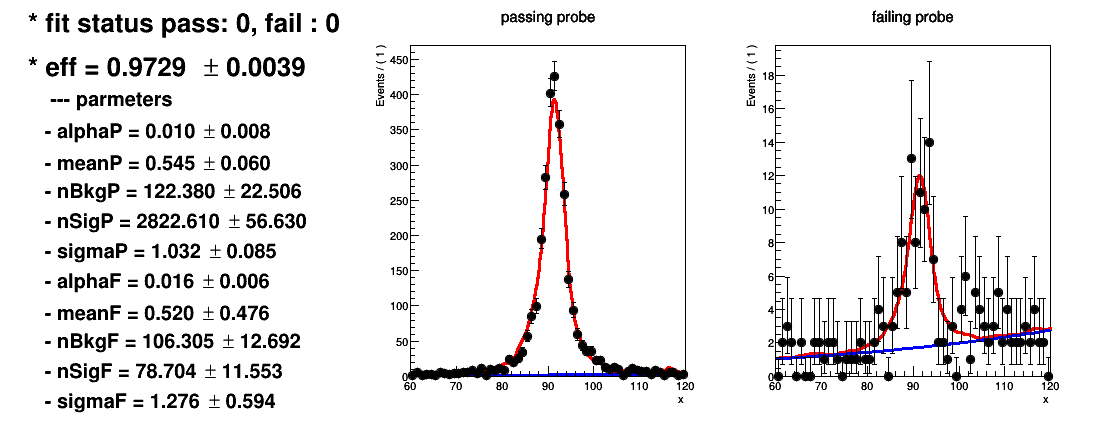 * fit status pass: 0, fail : 0
* eff = 0.9729 ± 0.0039
--- parmeters
- alphaP = 0.010 ± 0.008
- meanP = 0.545 ± 0.060
- nBkgP = 122.380 ± 22.506
- nSigP = 2822.610 ± 56.630
- sigmaP = 1.032 ± 0.085
- alphaF = 0.016 ± 0.006
- meanF = 0.520 ± 0.476
- nBkgF = 106.305 ± 12.692
- nSigF = 78.704 ± 11.553
- sigmaF = 1.276 ± 0.594
passing probe
Events / ( 1 )
450
400
350
300
250
200
150
100
50
0
60 70 80 90 100 110 120
x
failing probe
Events / ( 1 )
18
16
14
12
10
8
6
4
2
0
60 70 80 90 100 110 120
x